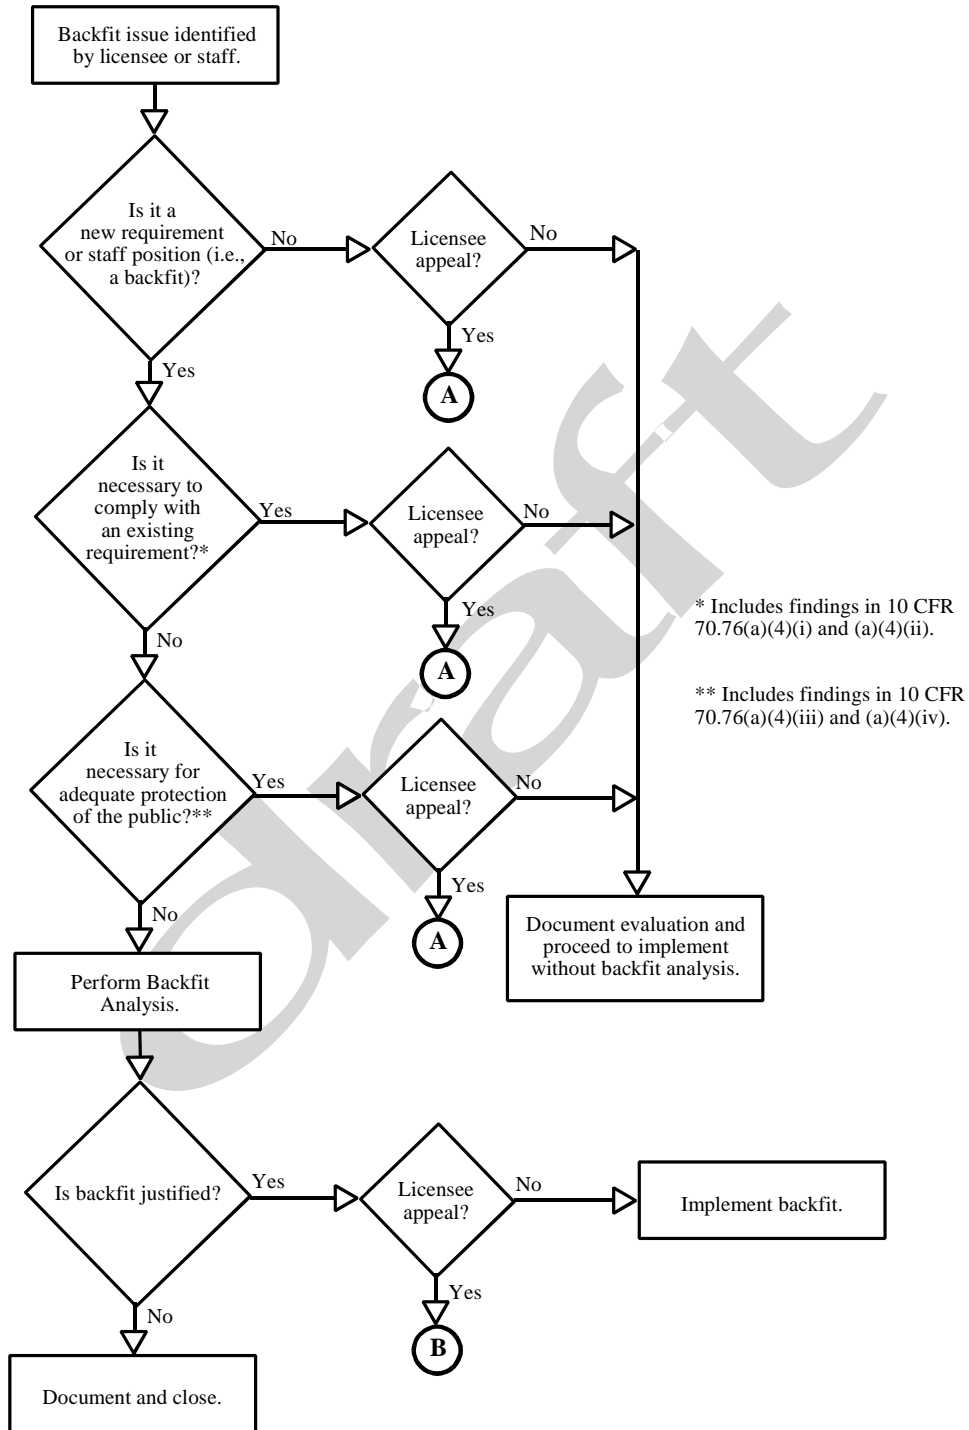 Backfit issue identified
by licensee or staff.
Is it a
new requirement
or staff position (i.e.,
a backfit)?
No
Licensee
appeal?
No
Yes
A
Yes
Is it
necessary to
comply with
an existing
requirement?*
Yes
Licensee
appeal?
No
Yes
A
No
* Includes findings in 10 CFR
70.76(a)(4)(i) and (a)(4)(ii).
** Includes findings in 10 CFR
70.76(a)(4)(iii) and (a)(4)(iv).
Is it
necessary for
adequate protection
of the public?**
Yes
Licensee
appeal?
No
Yes
A
No
Document evaluation and
proceed to implement
without backfit analysis.
Perform Backfit
Analysis.
Is backfit justified?
Yes
Licensee
appeal?
No
Implement backfit.
Yes
B
No
Document and close.
draft